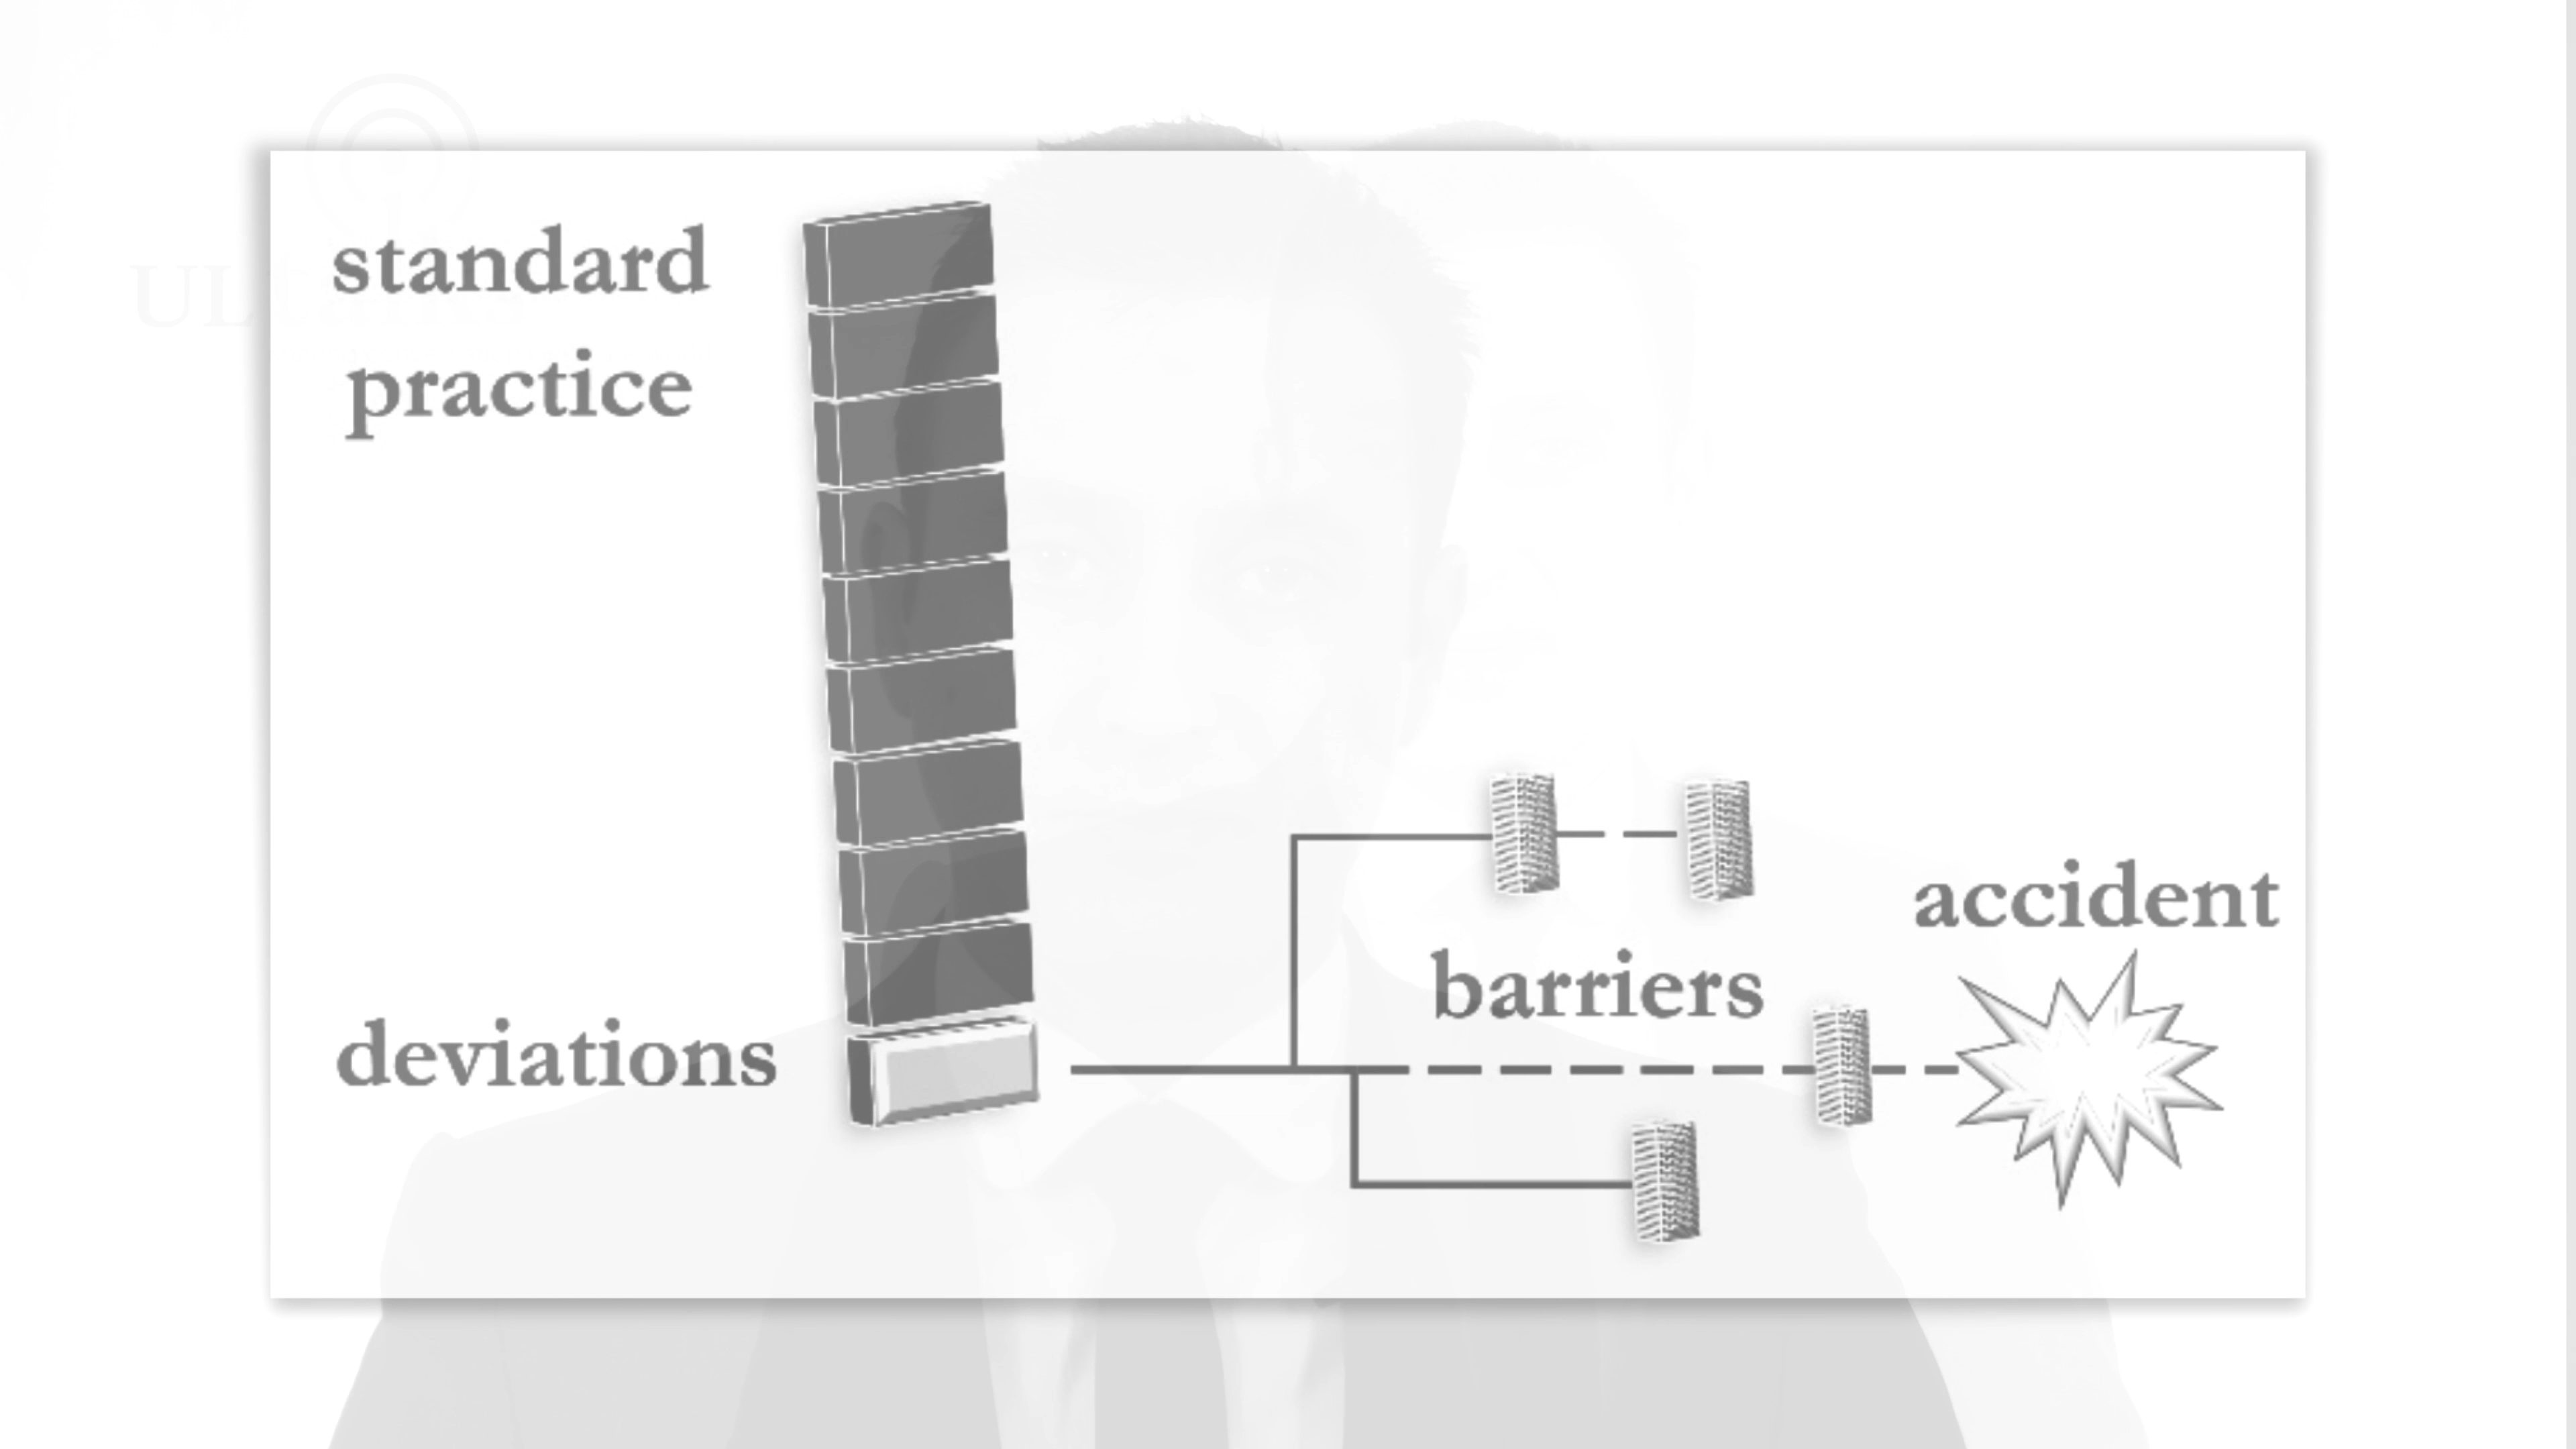 standard
practice
deviations
barriers
accident